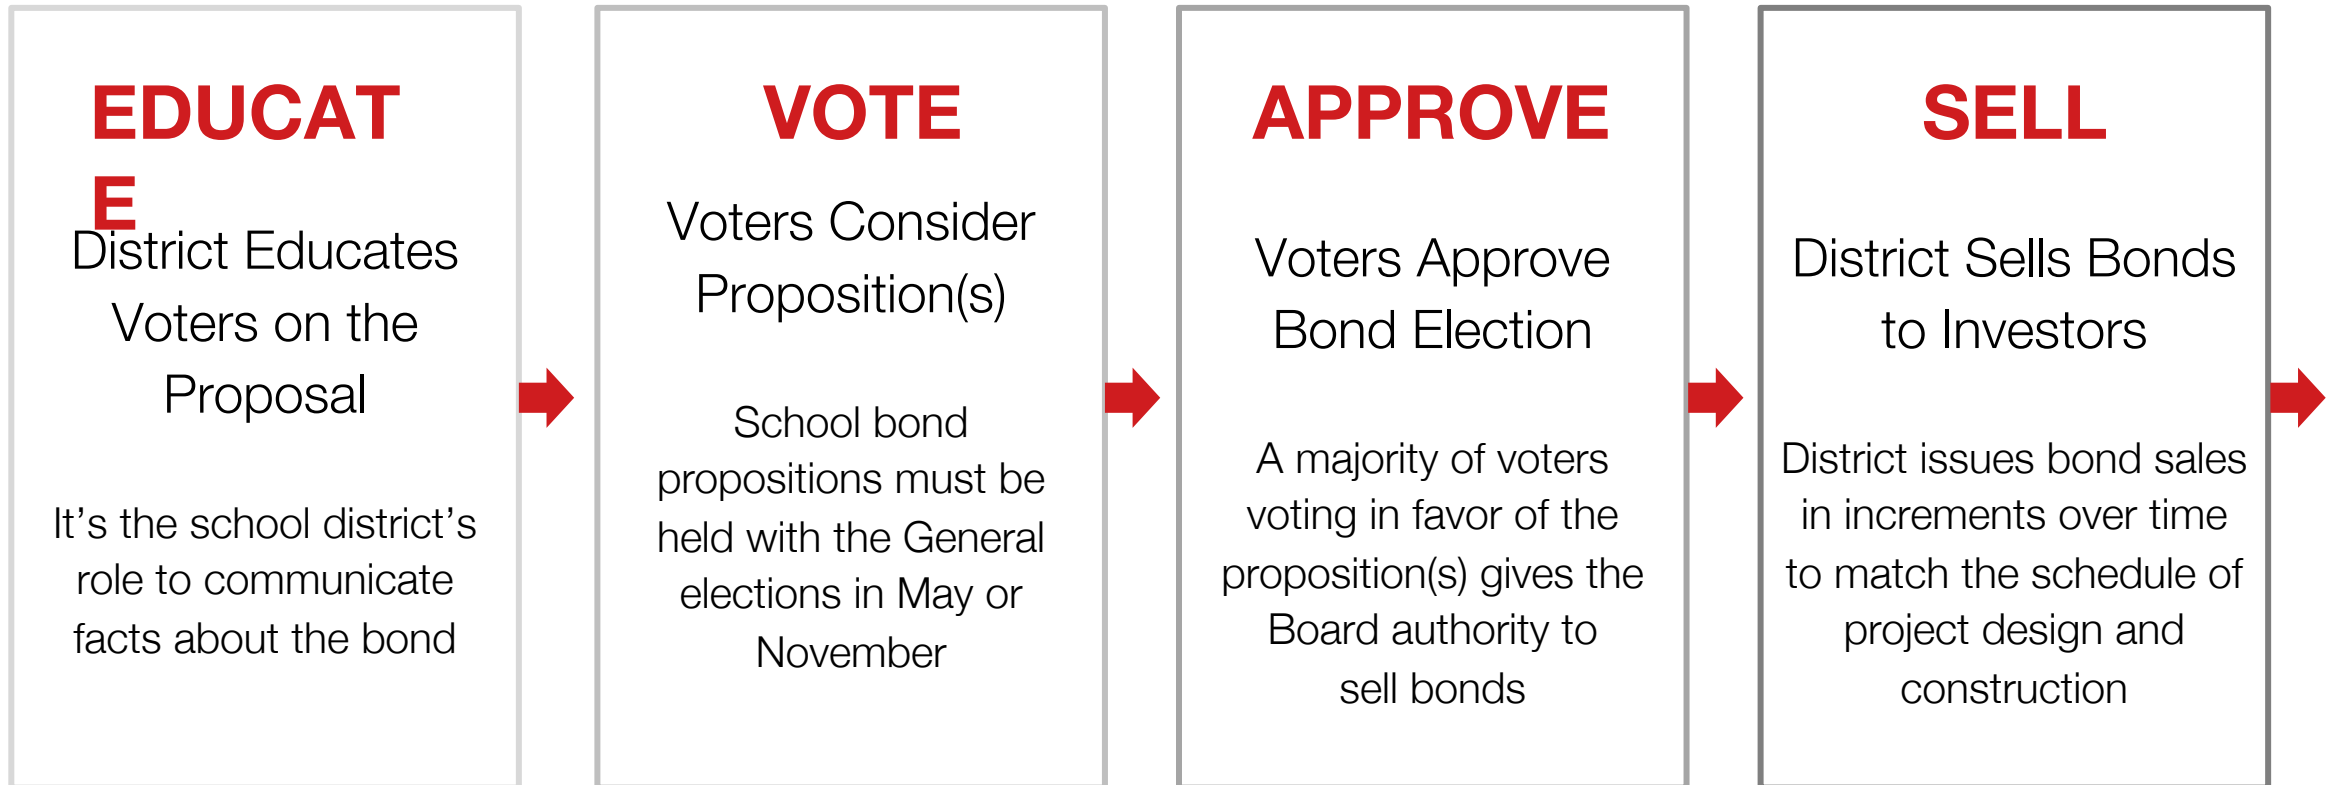 EDUCAT
E
District Educates
Voters on the
Proposal
It’s the school district’s
role to communicate
facts about the bond
VOTE
Voters Consider
Proposition(s)
School bond
propositions must be
held with the General
elections in May or
November
APPROVE
Voters Approve
Bond Election
A majority of voters
voting in favor of the
proposition(s) gives the
Board authority to
sell bonds
SELL
District Sells Bonds
to Investors
District issues bond sales
in increments over time
to match the schedule of
project design and
construction